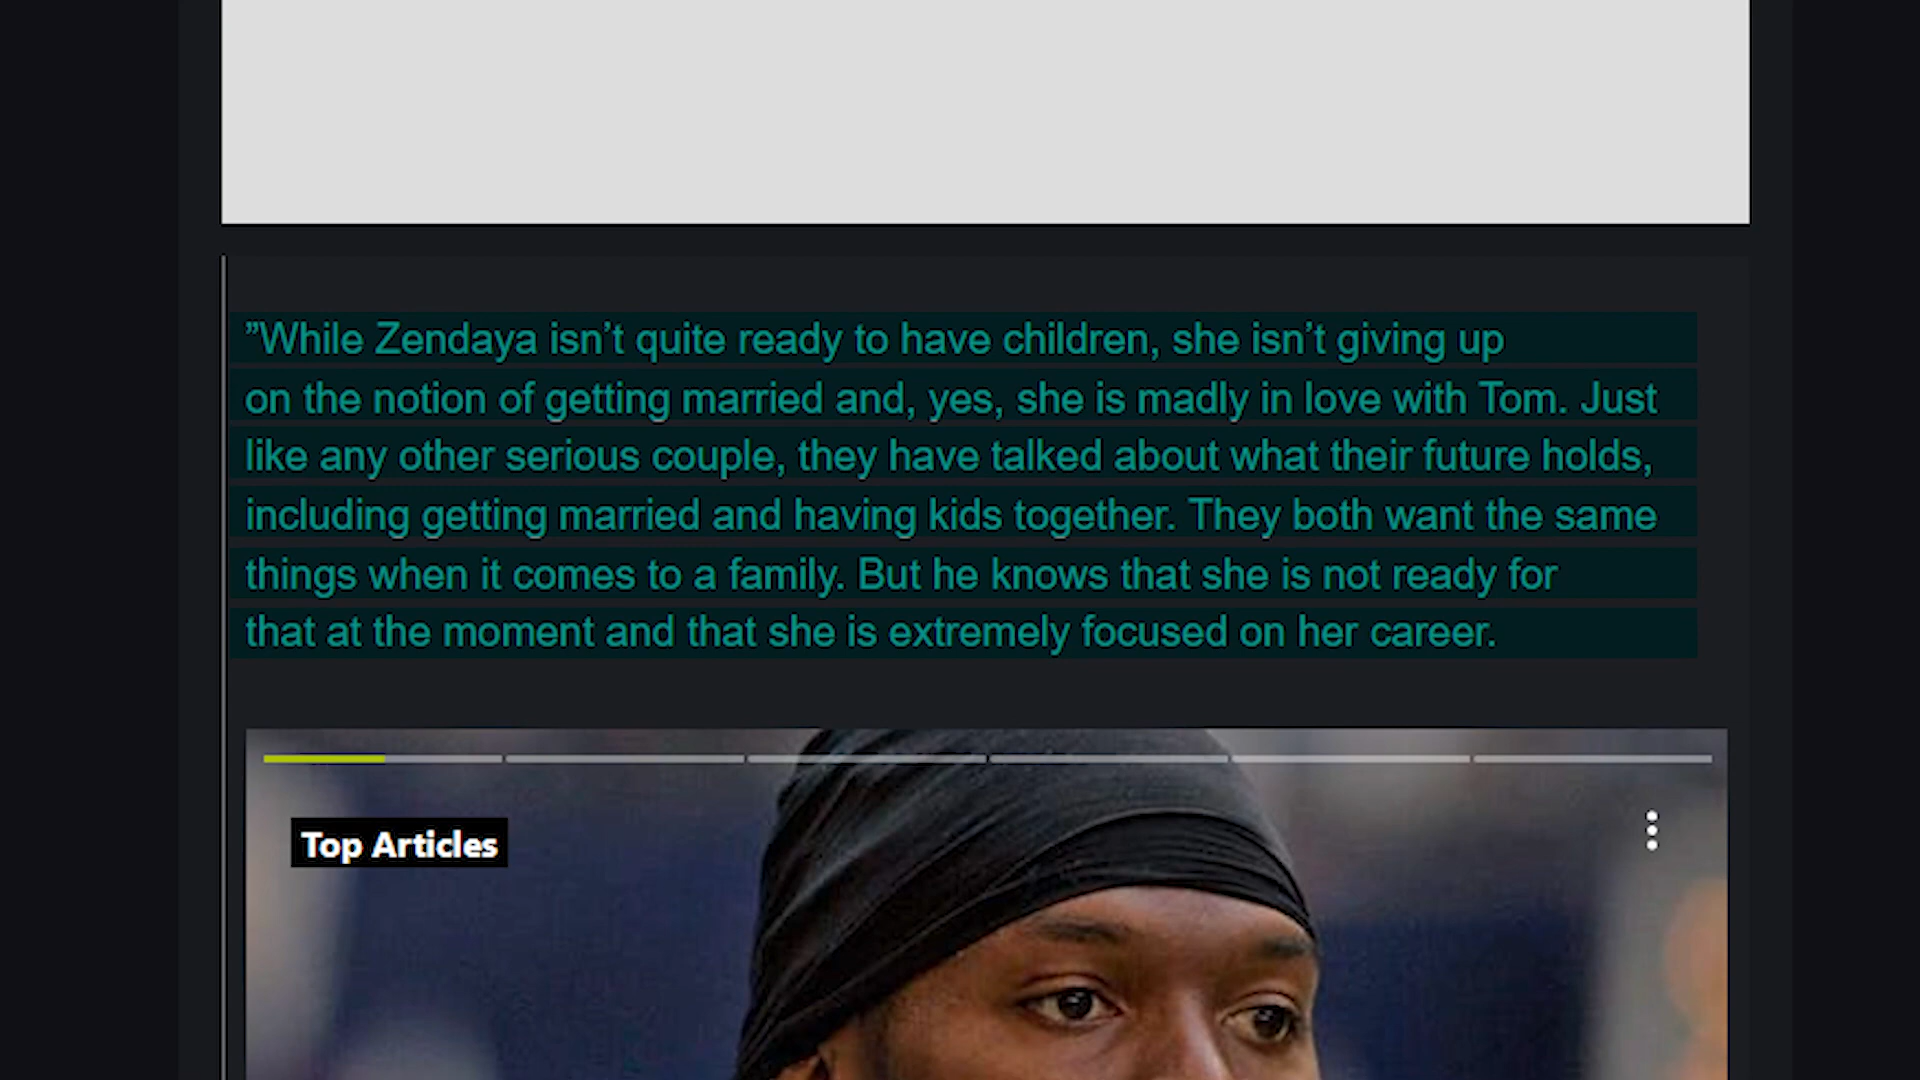 ”While Zendaya isn’t quite ready to have children, she isn’t giving up
on the notion of getting married and, yes, she is madly in love with Tom. Just
like any other serious couple, they have talked about what their future holds,
including getting married and having kids together. They both want the same
things when it comes to a family. But he knows that she is not ready for
that at the moment and that she is extremely focused on her career.
Top Articles